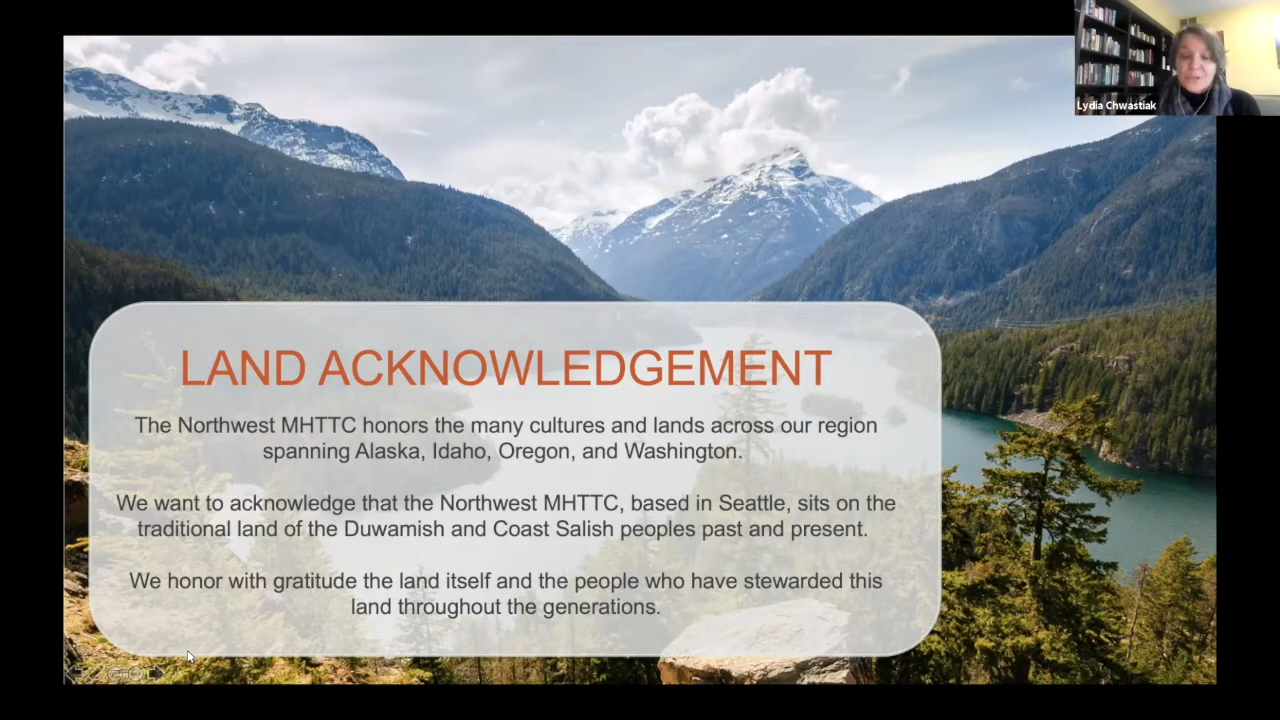 Lydia Chwastiak
LAND ACKNOWLEDGEMENT
The Northwest MHTTC honors the many cultures and lands across our region
spanning Alaska, Idaho, Oregon, and Washington.
We want to acknowledge that the Northwest MHTTC, based in Seattle, sits on the
traditional land of the Duwamish and Coast Salish peoples past and present.
We honor with gratitude the land itself and the people who have stewarded this
land throughout the generations.